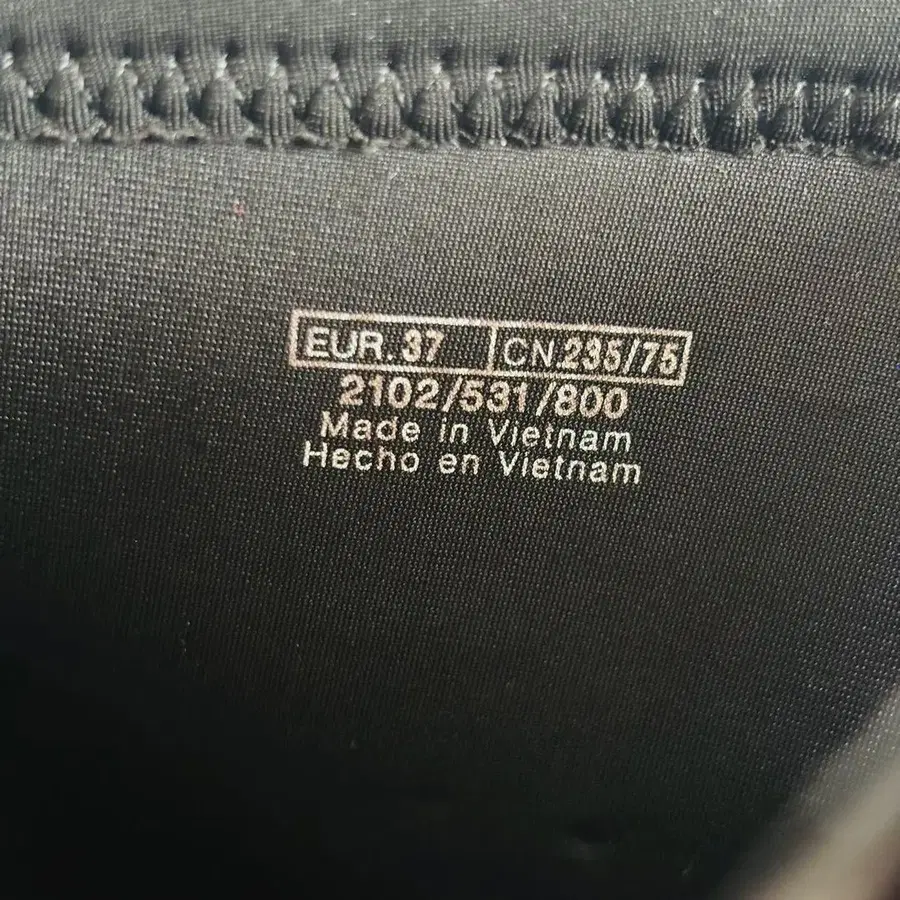 EUR.37 CN.235/75
2102/531/800
Made in Vietnam
Hecho en Vietnam